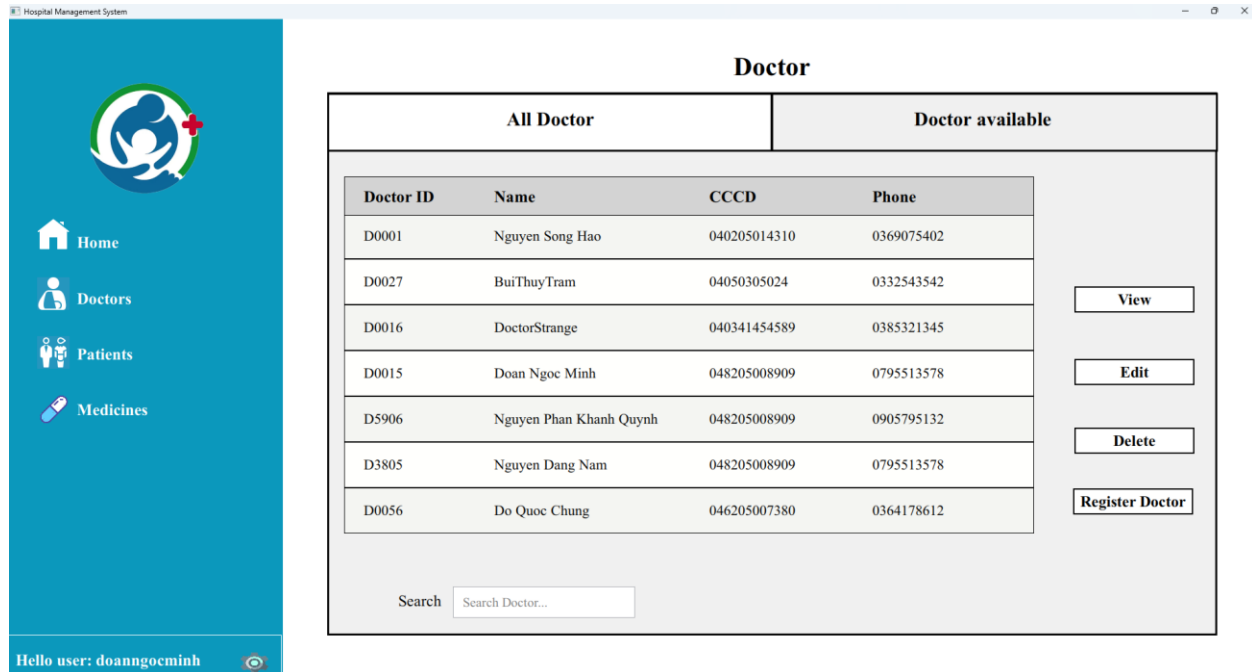 Hospital Management System
Doctor
All Doctor Doctor available
Doctor ID Name CCCD Phone
D0001 Nguyen Song Hao 040205014310 0369075402
D0027 BuiThuyTram 04050305024 0332543542
D0016 DoctorStrange 040341454589 0385321345
D0015 Doan Ngoc Minh 048205008909 0795513578
D5906 Nguyen Phan Khanh Quynh 048205008909 0905795132
D3805 Nguyen Dang Nam 048205008909 0795513578
D0056 Do Quoc Chung 046205007380 0364178612
View
Edit
Delete
Register Doctor
Search Search Doctor...
Home
Doctors
Patients
Medicines
Hello user: doanngocminh